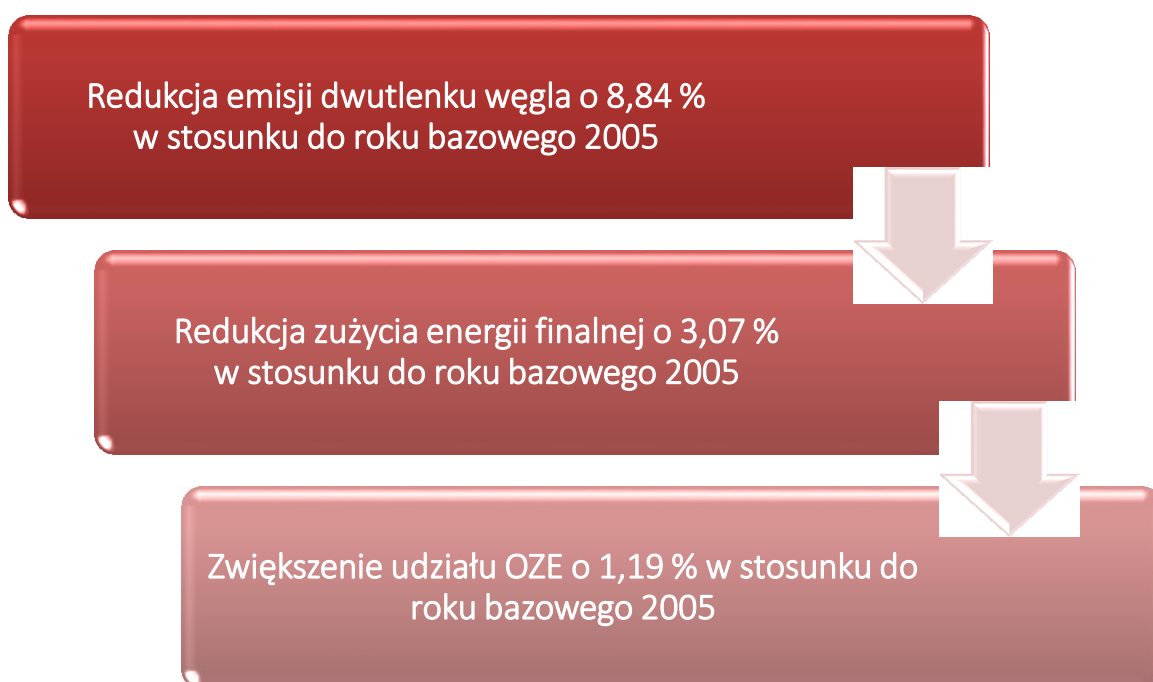 Redukcja emisji dwutlenku węgla o 8,84 %
w stosunku do roku bazowego 2005
Redukcja zużycia energii finalnej o 3,07 %
w stosunku do roku bazowego 2005
Zwiększenie udziału OZE o 1,19 % w stosunku do
roku bazowego 2005